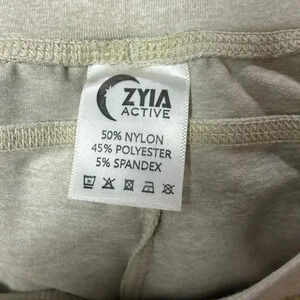 ZYIA
ACTIVE
50% NYLON
45% POLYESTER
5% SPANDEX